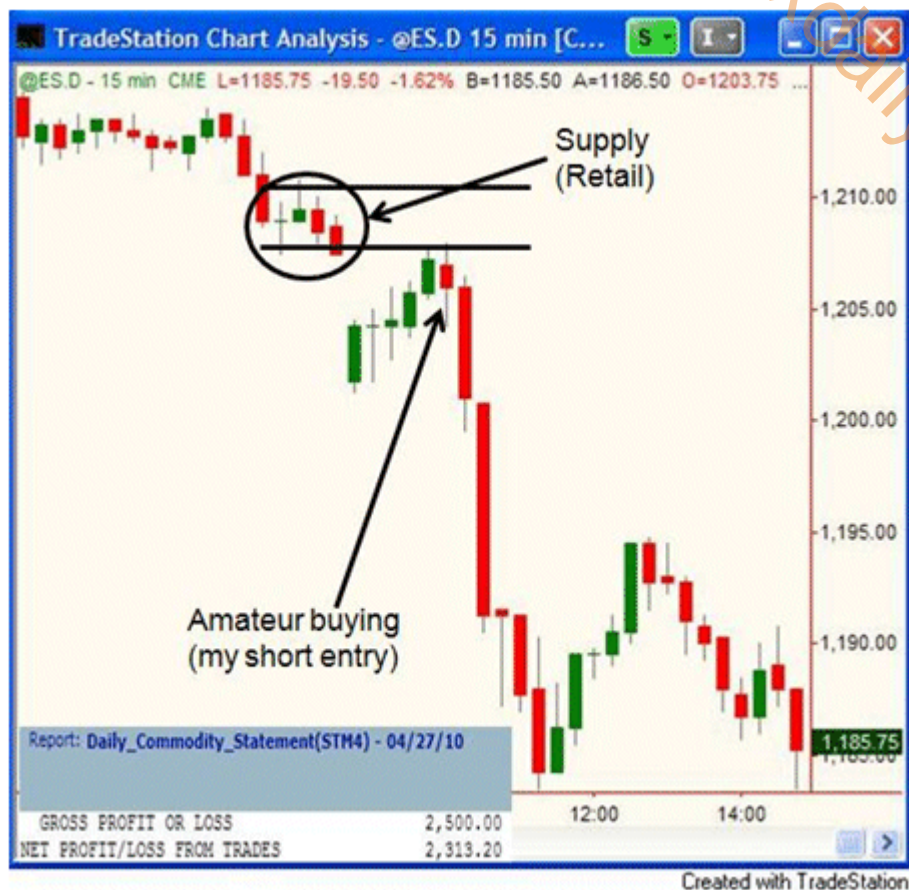 TradeStation Chart Analysis - @ES.D 15 min [C...
S
I
@ES.D - 15 min CME L=1185.75 -19.50 -1.62% B=1185.50 A=1186.50 O=1203.75 ...
Supply
(Retail)
1,210.00
1,205.00
1,200.00
1,195.00
1,190.00
Amateur buying
(my short entry)
Report: Daily_Commodity_Statement(STM4) - 04/27/10
1,185.75
1,185.00
12:00
14:00
GROSS PROFIT OR LOSS 2,500.00
NET PROFIT/LOSS FROM TRADES 2,313.20
Created with TradeStation